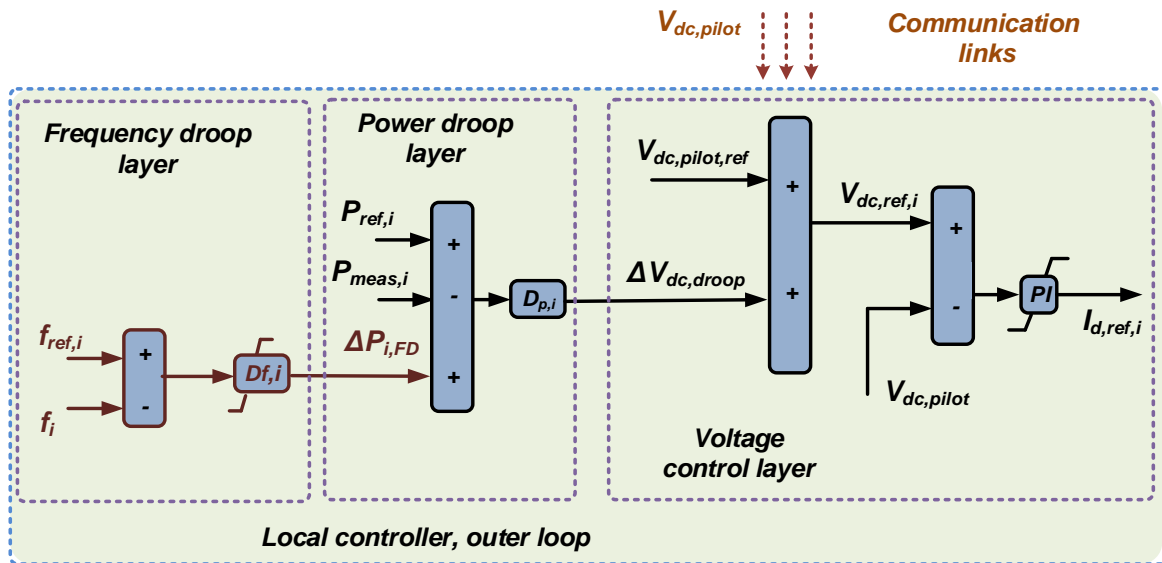 V_dc,pilot
Communication
links
Frequency droop
layer
f_ref,i
f_i
+
-
Df,i
Power droop
layer
P_ref,i
P_meas,i
ΔP_i,FD
+
-
+
D_p,i
V_dc,pilot,ref
ΔV_dc,droop
+
+
V_dc,ref,i
+
-
V_dc,pilot
PI
I_d,ref,i
Voltage
control layer
Local controller, outer loop